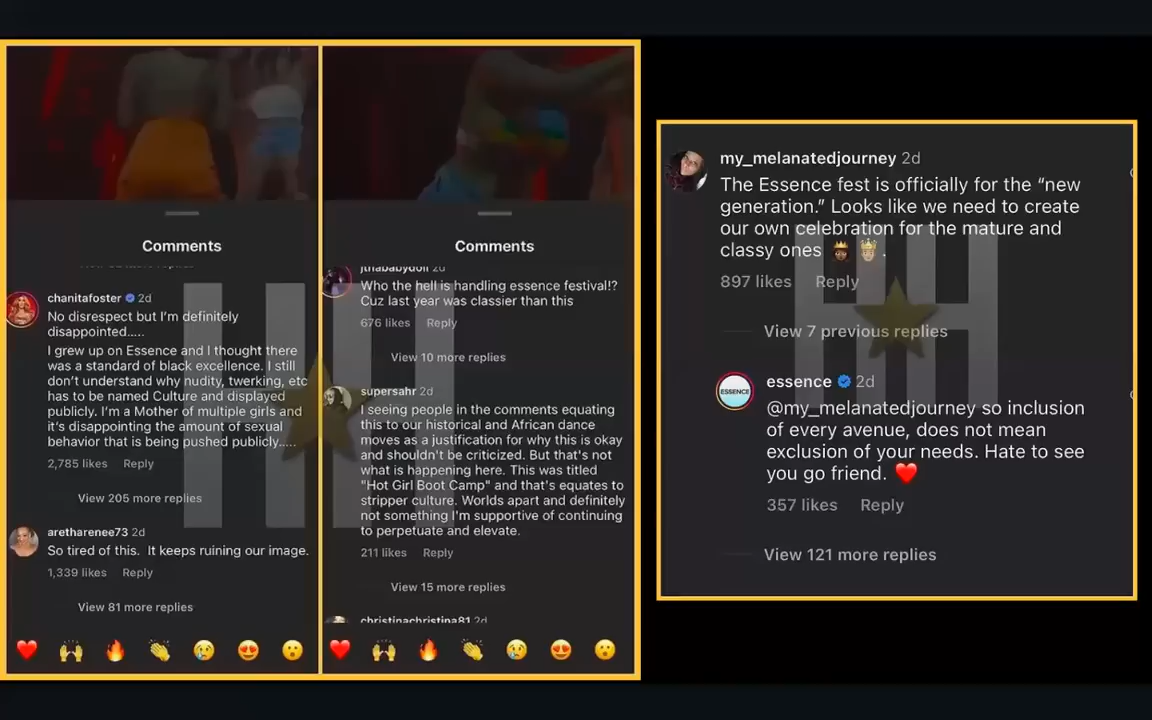 Comments
chanitafoster 2d
No disrespect but I'm definitely
disappointed.....
I grew up on Essence and I thought there
was a standard of black excellence. I still
don't understand why nudity, twerking, etc
has to be named Culture and displayed
publicly. I'm a Mother of multiple girls and
it's disappointing the amount of sexual
behavior that is being pushed publicly.....
2,785 likes Reply
View 205 more replies
aretharenee73 2d
So tired of this. It keeps ruining our image.
1,339 likes Reply
View 81 more replies
Comments
2d
Who the hell is handling essence festival!?
Cuz last year was classier than this
676 likes Reply
View 10 more replies
supersahr 2d
I seeing people in the comments equating
this to our historical and African dance
moves as a justification for why this is okay
and shouldn't be criticized. But that's not
what is happening here. This was titled
"Hot Girl Boot Camp" and that's equates to
stripper culture. Worlds apart and definitely
not something I'm supportive of continuing
to perpetuate and elevate.
211 likes Reply
View 15 more replies
christinachristina81 2d
my_melanatedjourney 2d
The Essence fest is officially for the “new
generation.” Looks like we need to create
our own celebration for the mature and
classy ones 🤴🏾 🤴🏼 .
897 likes Reply
View 7 previous replies
ESSENCE
essence 2d
@my_melanatedjourney so inclusion
of every avenue, does not mean
exclusion of your needs. Hate to see
you go friend. ❤️
357 likes Reply
View 121 more replies